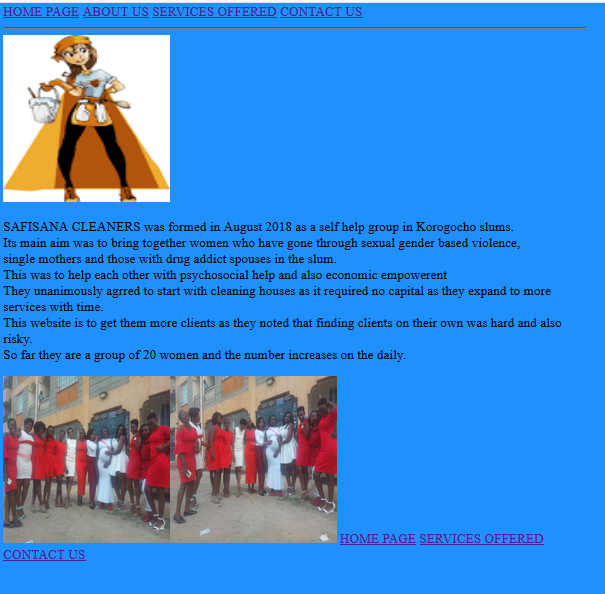 HOME PAGE ABOUT US SERVICES OFFERED CONTACT US
SAFISANA CLEANERS was formed in August 2018 as a self help group in Korogocho slums.
Its main aim was to bring together women who have gone through sexual gender based violence,
single mothers and those with drug addict spouses in the slum.
This was to help each other with psychosocial help and also economic empowerent
They unanimously agrred to start with cleaning houses as it required no capital as they expand to more
services with time.
This website is to get them more clients as they noted that finding clients on their own was hard and also
risky.
So far they are a group of 20 women and the number increases on the daily.
HOME PAGE SERVICES OFFERED
CONTACT US